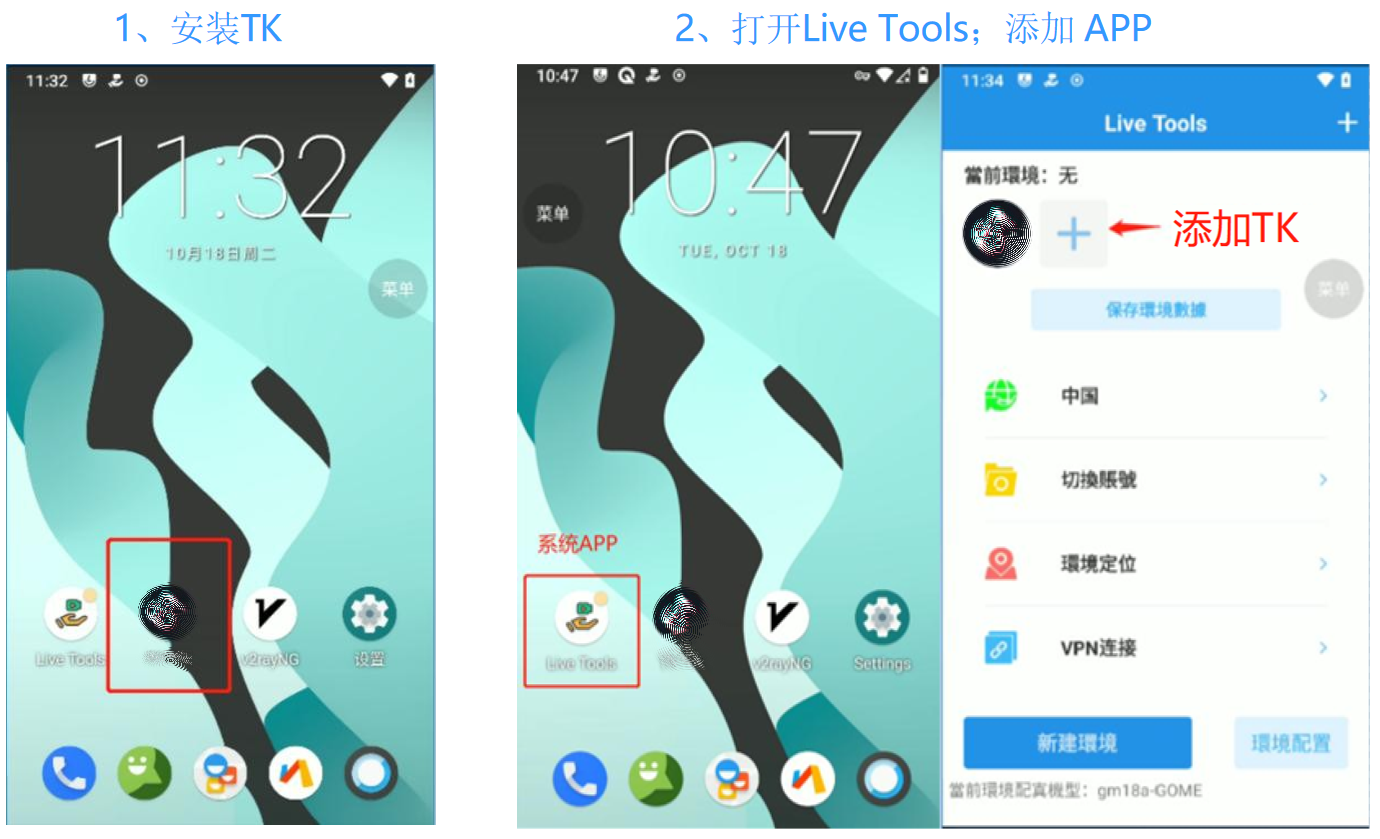 1、安装TK
2、打开Live Tools；添加 APP
11:32
11:32
10月18日周二
菜单
Live Tools
v2rayNG
设置
10:47
10:47
菜单
TUE, OCT 18
系统APP
Live Tools
v2rayNG
Settings
11:34
Live Tools
當前環境：无
添加TK
菜单
保存環境數據
中国
切換賬號
環境定位
VPN连接
新建環境
環境配置
當前環境配寘機型：gm18a-GOME